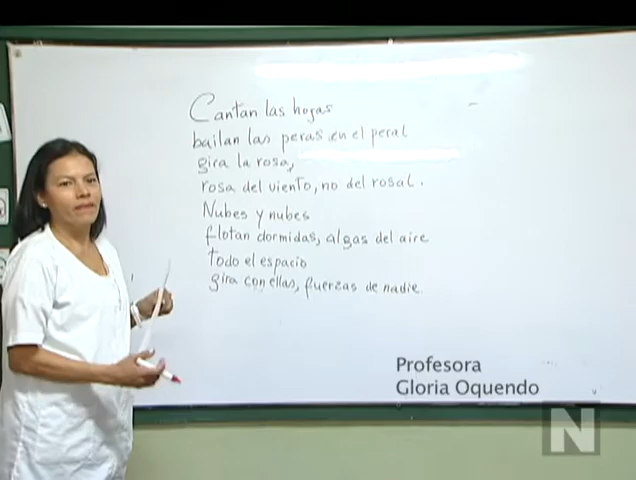 Cantan las hojas
bailan las peras en el peral
gira la rosa,
rosa del viento, no del rosal.
Nubes y nubes
flotan dormidas, algas del aire
todo el espacio
gira con ellas, fuerzas de nadie.
Profesora
Gloria Oquendo
N